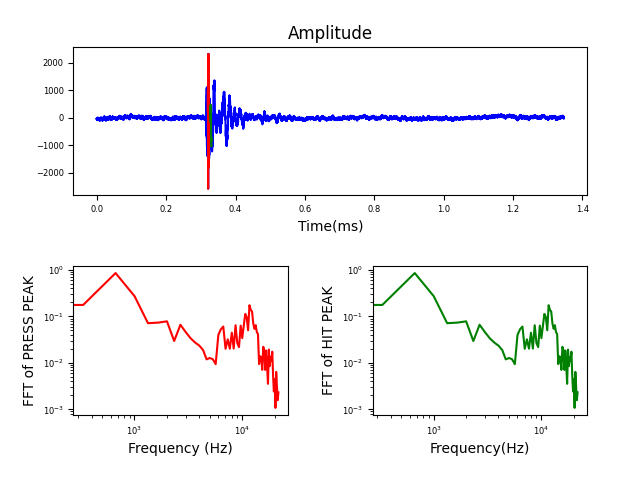 Amplitude
2000
1000
0
−1000
−2000
0.0 0.2 0.4 0.6 0.8 1.0 1.2 1.4
Time(ms)
FFT of PRESS PEAK
10⁰
10⁻¹
10⁻²
10⁻³
10³ 10⁴
Frequency (Hz)
FFT of HIT PEAK
10⁰
10⁻¹
10⁻²
10⁻³
10³ 10⁴
Frequency(Hz)